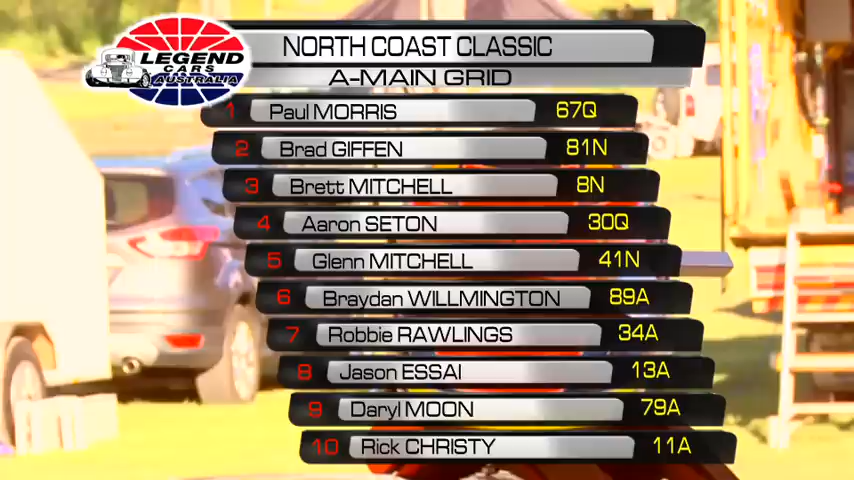 LEGEND
CARS
AUSTRALIA
NORTH COAST CLASSIC
A-MAIN GRID
1 Paul MORRIS 67Q
2 Brad GIFFEN 81N
3 Brett MITCHELL 8N
4 Aaron SETON 30Q
5 Glenn MITCHELL 41N
6 Braydan WILLMINGTON 89A
7 Robbie RAWLINGS 34A
8 Jason ESSAI 13A
9 Daryl MOON 79A
10 Rick CHRISTY 11A